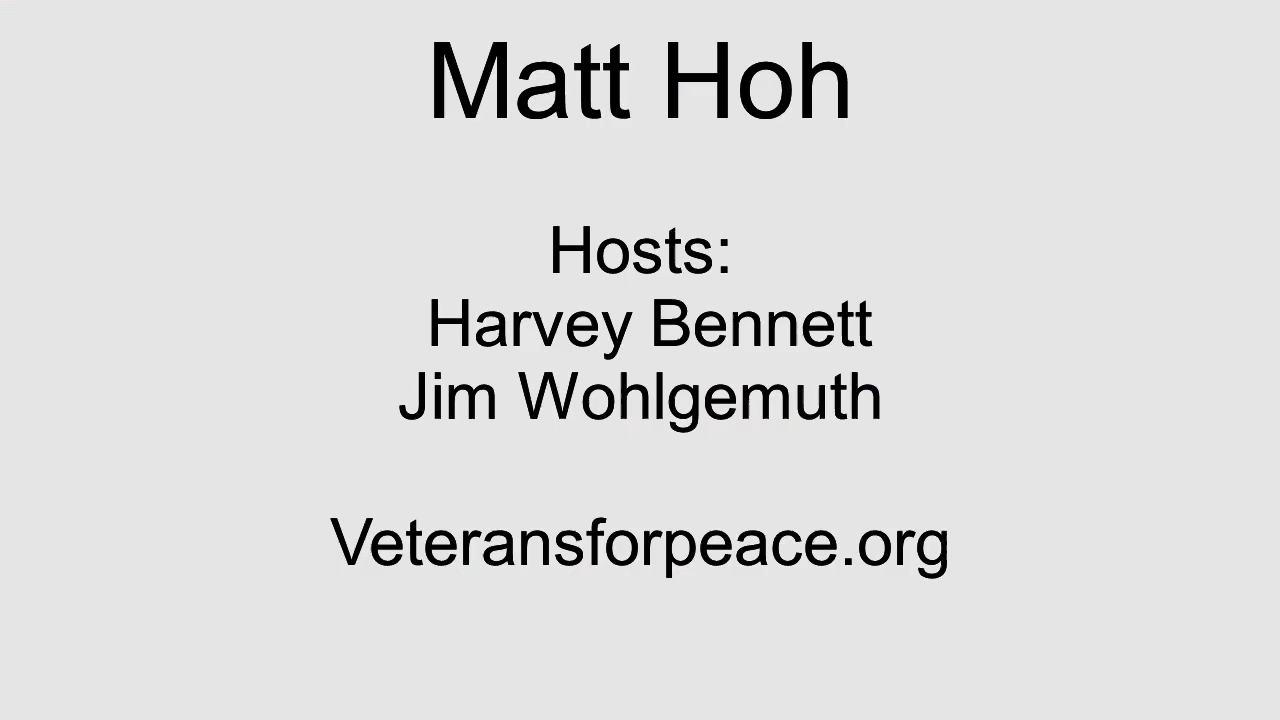 Matt Hoh
Hosts:
Harvey Bennett
Jim Wohlgemuth
Veteransforpeace.org